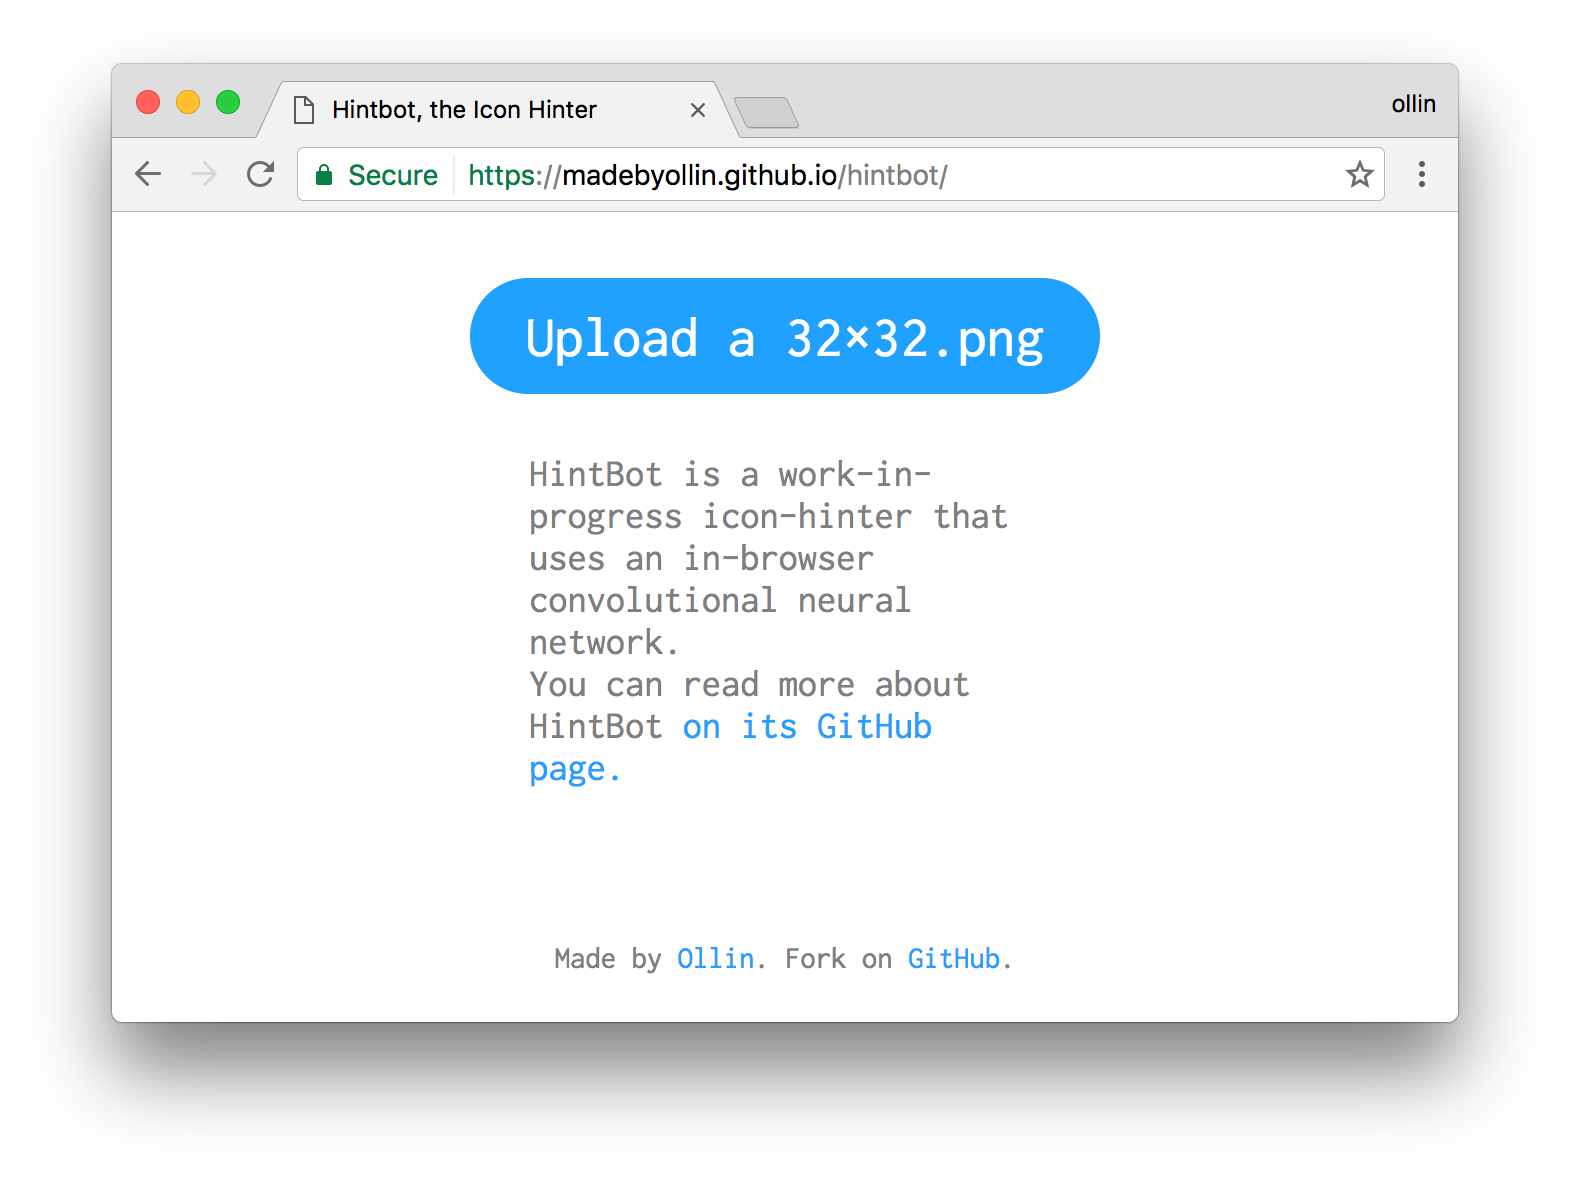 Hintbot, the Icon Hinter
ollin
Secure https://madebyollin.github.io/hintbot/
Upload a 32×32.png
HintBot is a work-in-
progress icon-hinter that
uses an in-browser
convolutional neural
network.
You can read more about
HintBot on its GitHub
page.
Made by Ollin. Fork on GitHub.